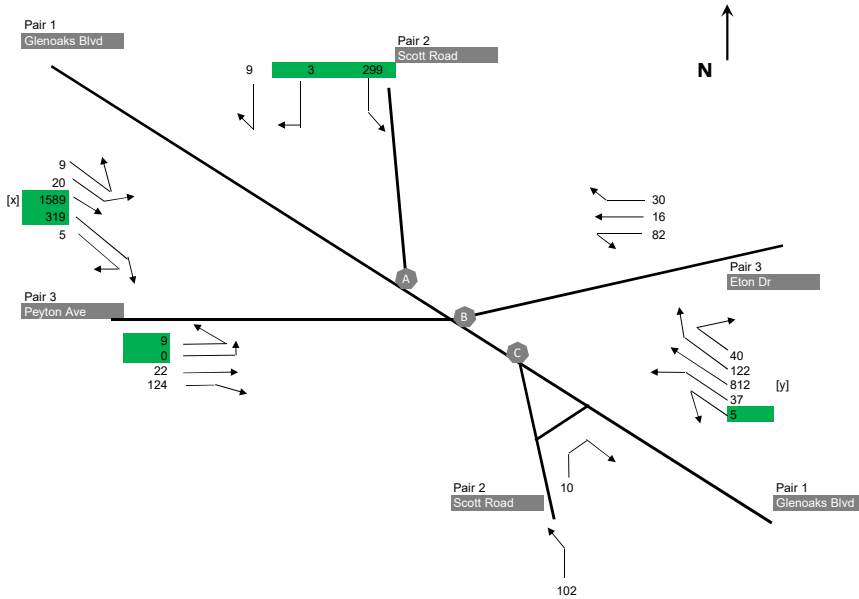 Pair 1
Glenoaks Blvd
Pair 2
Scott Road
9 3 299
N
9
20
[x] 1589
319
5
30
16
82
A
Pair 3
Eton Dr
Pair 3
Peyton Ave
B
9
0
22
124
C
40
122
812 [y]
37
5
10
Pair 2
Scott Road
Pair 1
Glenoaks Blvd
102